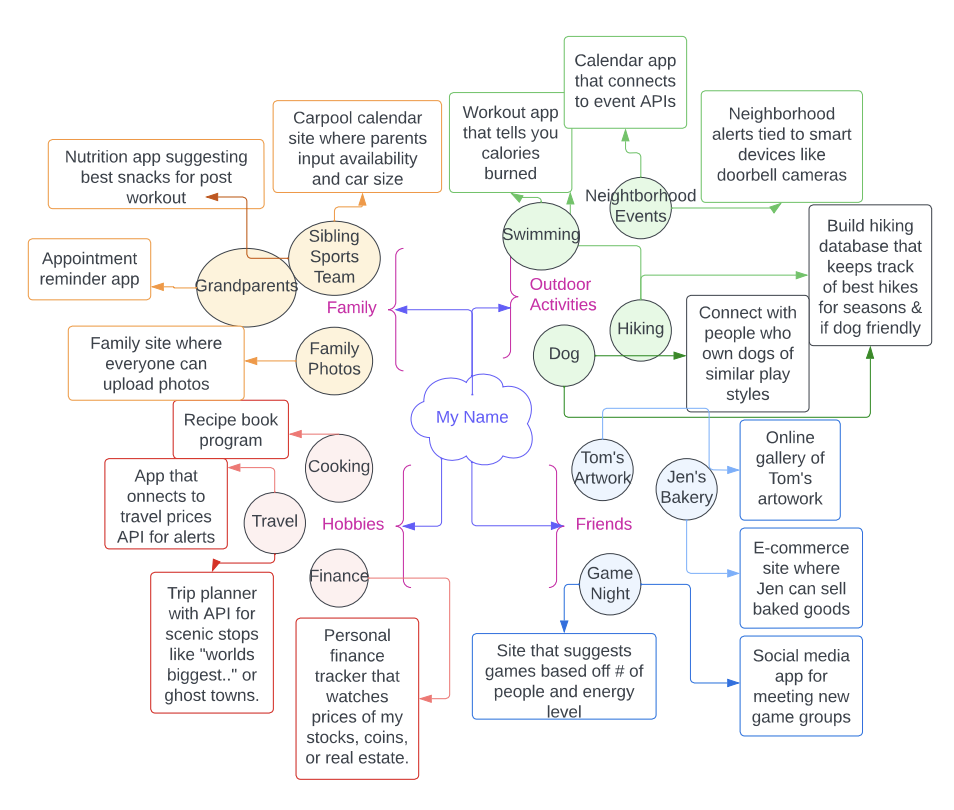 Calendar app
that connects
to event APIs
Workout app
that tells you
calories
burned
Neighborhood
alerts tied to smart
devices like
doorbell cameras
Carpool calendar
site where parents
input availability
and car size
Nutrition app suggesting
best snacks for post
workout
Neighborhood
Events
Swimming
Sibling
Sports
Team
Grandparents
Appointment
reminder app
Build hiking
database that
keeps track
of best hikes
for seasons &
if dog friendly
Family
Outdoor
Activities
Hiking
Dog
Connect with
people who
own dogs of
similar play
styles
Family site where
everyone can
upload photos
Family
Photos
My Name
Recipe book
program
Cooking
App that
onnects to
travel prices
API for alerts
Travel
Hobbies
Friends
Tom's
Artwork
Jen's
Bakery
Online
gallery of
Tom's
artowork
E-commerce
site where
Jen can sell
baked goods
Finance
Game
Night
Trip planner
with API for
scenic stops
like "worlds
biggest.." or
ghost towns.
Personal
finance
tracker that
watches
prices of my
stocks, coins,
or real estate.
Site that suggests
games based off # of
people and energy
level
Social media
app for
meeting new
game groups